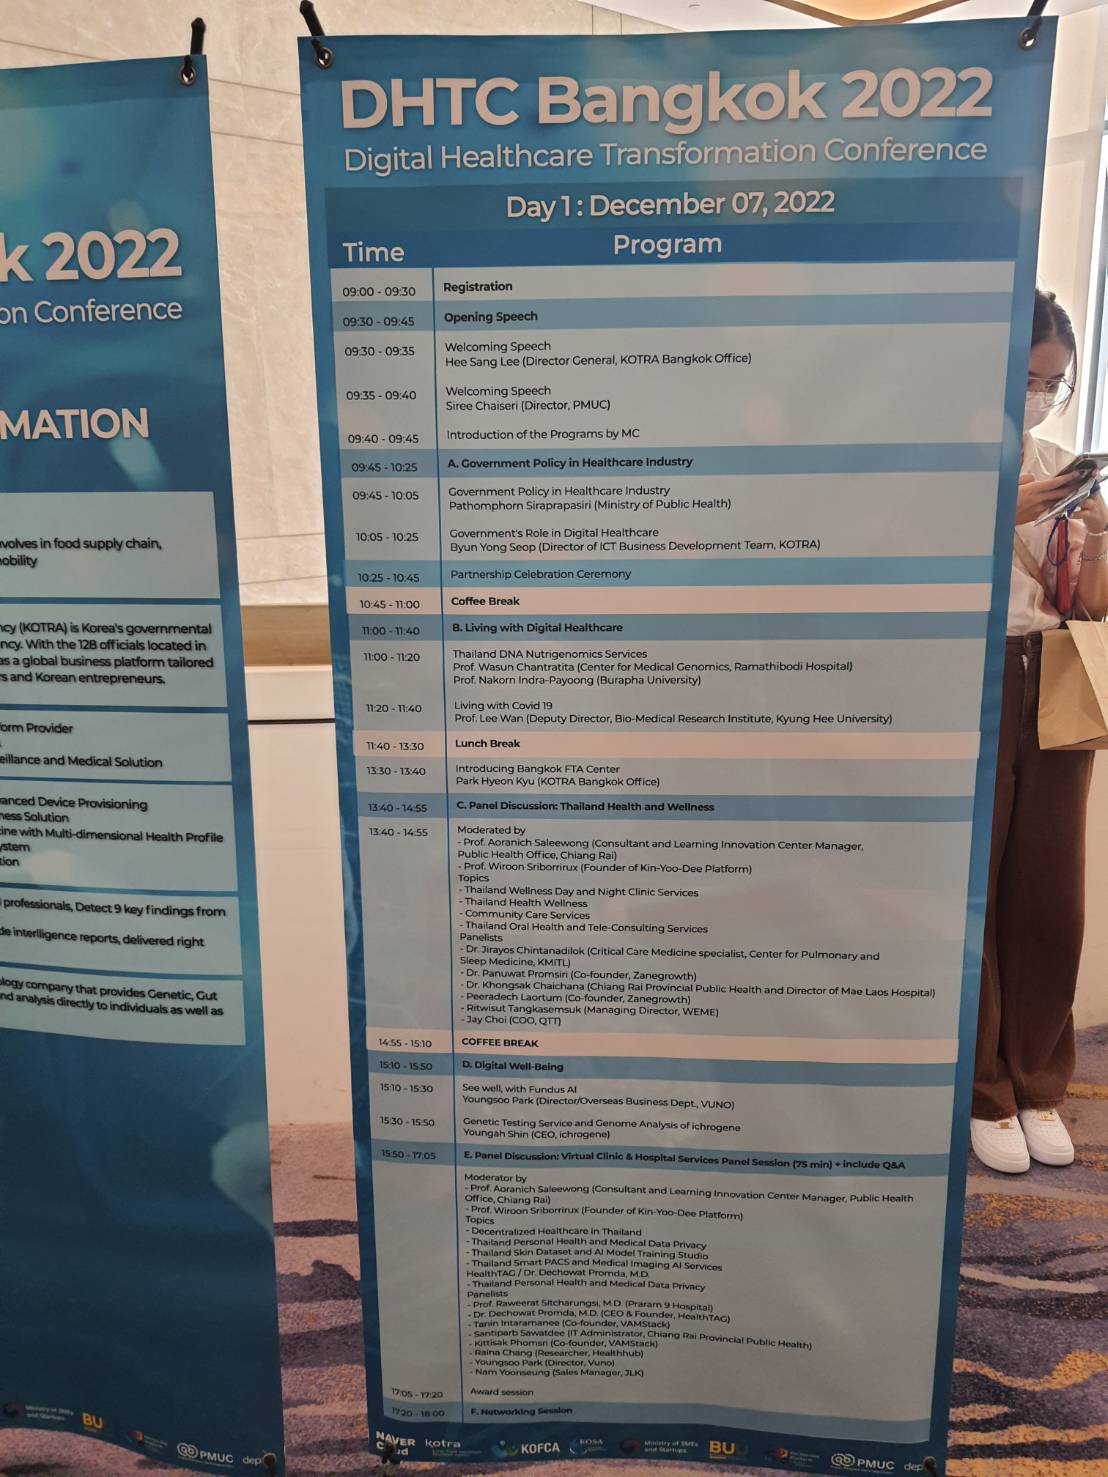 k 2022
on Conference
MATION
volves in food supply chain,
nobility
ncy (KOTRA) is Korea's governmental
ncy. With the 128 officials located in
as a global business platform tailored
rs and Korean entrepreneurs.
form Provider
eillance and Medical Solution
anced Device Provisioning
ness Solution
ine with Multi-dimensional Health Profile
ystem
tion
professionals, Detect 9 key findings from
de interlligence reports, delivered right
ology company that provides Genetic, Gut
nd analysis directly to individuals as well as
Ministry of SMEs
and Startups
BU
PMUC
dep
DHTC Bangkok 2022
Digital Healthcare Transformation Conference
Day 1 : December 07, 2022
Time Program
09:00 - 09:30 Registration
09:30 - 09:45 Opening Speech
09:30 - 09:35 Welcoming Speech
Hee Sang Lee (Director General, KOTRA Bangkok Office)
09:35 - 09:40 Welcoming Speech
Siree Chaiseri (Director, PMUC)
09:40 - 09:45 Introduction of the Programs by MC
09:45 - 10:25 A. Government Policy in Healthcare Industry
09:45 - 10:05 Government Policy in Healthcare Industry
Pathomphorn Siraprapasiri (Ministry of Public Health)
10:05 - 10:25 Government's Role in Digital Healthcare
Byun Yong Seop (Director of ICT Business Development Team, KOTRA)
10:25 - 10:45 Partnership Celebration Ceremony
10:45 - 11:00 Coffee Break
11:00 - 11:40 B. Living with Digital Healthcare
11:00 - 11:20 Thailand DNA Nutrigenomics Services
Prof. Wasun Chantratita (Center for Medical Genomics, Ramathibodi Hospital)
Prof. Nakorn Indra-Payoong (Burapha University)
11:20 - 11:40 Living with Covid 19
Prof. Lee Wan (Deputy Director, Bio-Medical Research Institute, Kyung Hee University)
11:40 - 13:30 Lunch Break
13:30 - 13:40 Introducing Bangkok FTA Center
Park Hyeon Kyu (KOTRA Bangkok Office)
13:40 - 14:55 C. Panel Discussion: Thailand Health and Wellness
13:40 - 14:55 Moderated by
- Prof. Aoranich Saleewong (Consultant and Learning Innovation Center Manager,
Public Health Office, Chiang Rai)
- Prof. Wiroon Sriborrirux (Founder of Kin-Yoo-Dee Platform)
Topics
- Thailand Wellness Day and Night Clinic Services
- Thailand Health Wellness
- Community Care Services
- Thailand Oral Health and Tele-Consulting Services
Panelists
- Dr. Jirayos Chintanadilok (Critical Care Medicine specialist, Center for Pulmonary and
Sleep Medicine, KMITL)
- Dr. Panuwat Promsiri (Co-founder, Zanegrowth)
- Dr. Khongsak Chaichana (Chiang Rai Provincial Public Health and Director of Mae Laos Hospital)
- Peeradech Laortum (Co-founder, Zanegrowth)
- Ritwisut Tangkasemsuk (Managing Director, WEME)
- Jay Choi (COO, QTT)
14:55 - 15:10 COFFEE BREAK
15:10 - 15:50 D. Digital Well-Being
15:10 - 15:30 See well, with Fundus AI
Youngsoo Park (Director/Overseas Business Dept., VUNO)
15:30 - 15:50 Genetic Testing Service and Genome Analysis of ichrogene
Youngah Shin (CEO, ichrogene)
15:50 - 17:05 E. Panel Discussion: Virtual Clinic & Hospital Services Panel Session (75 min) + include Q&A
Moderator by
- Prof. Aoranich Saleewong (Consultant and Learning Innovation Center Manager, Public Health
Office, Chiang Rai)
- Prof. Wiroon Sriborrirux (Founder of Kin-Yoo-Dee Platform)
Topics
- Decentralized Healthcare in Thailand
- Thailand Personal Health and Medical Data Privacy
- Thailand Skin Dataset and AI Model Training Studio
- Thailand Smart PACS and Medical Imaging AI Services
HealthTAG / Dr. Dechowat Promda, M.D.
- Thailand Personal Health and Medical Data Privacy
Panelists
- Prof. Raweerat Sitcharungsi, M.D. (Praram 9 Hospital)
- Dr. Dechowat Promda, M.D. (CEO & Founder, HealthTAG)
- Tanin Intaramanee (Co-founder, VAMStack)
- Santiparb Sawatdee (IT Administrator, Chiang Rai Provincial Public Health)
- Kittisak Phomsri (Co-founder, VAMStack)
- Raina Chang (Researcher, Healthhub)
- Youngsoo Park (Director, Vuno)
- Nam Yoonseung (Sales Manager, JLK)
17:05 - 17:20 Award session
17:20 - 18:00 F. Networking Session
NAVER
Cloud
kotra
KOFCA
KOSA
Ministry of SMEs
and Startups
BU
PMUC
dep